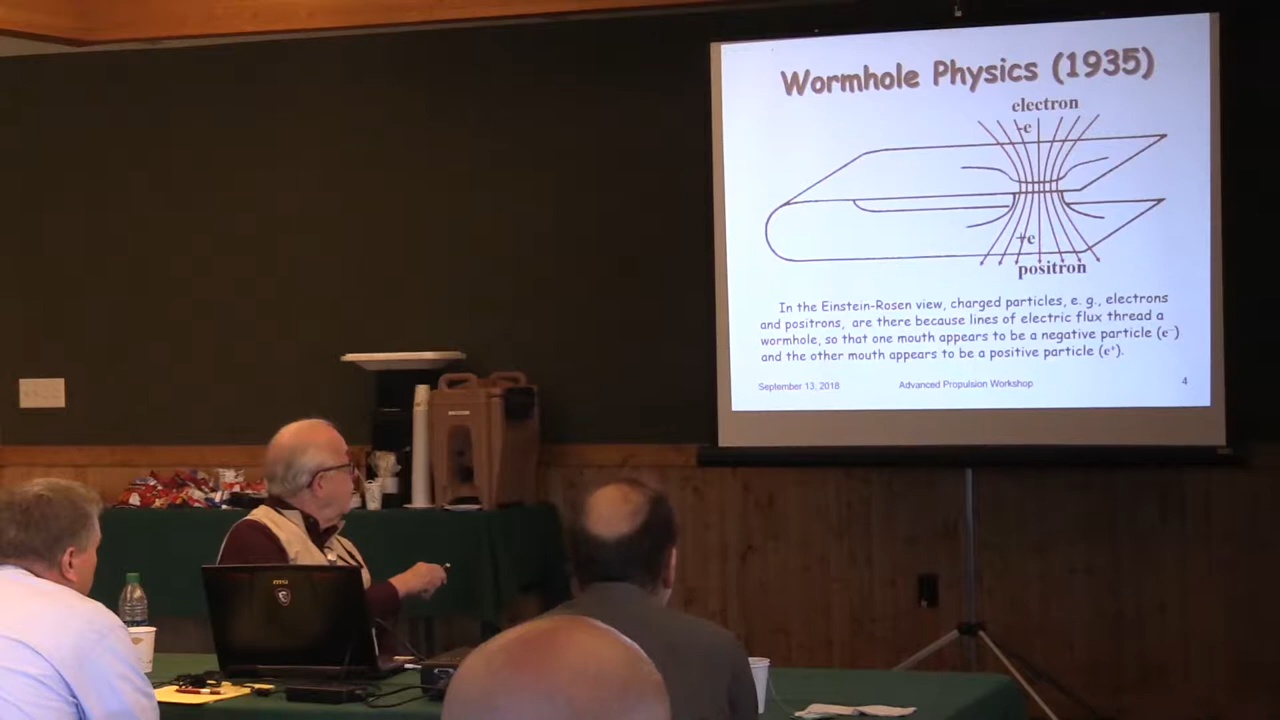 Wormhole Physics (1935)
electron
-e
+e
positron
In the Einstein-Rosen view, charged particles, e. g., electrons
and positrons, are there because lines of electric flux thread a
wormhole, so that one mouth appears to be a negative particle (e⁻)
and the other mouth appears to be a positive particle (e⁺).
September 13, 2018 Advanced Propulsion Workshop 4
msi